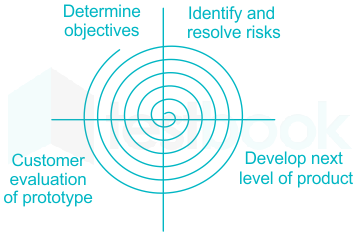 Determine
objectives
Identify and
resolve risks
Customer
evaluation
of prototype
Develop next
level of product